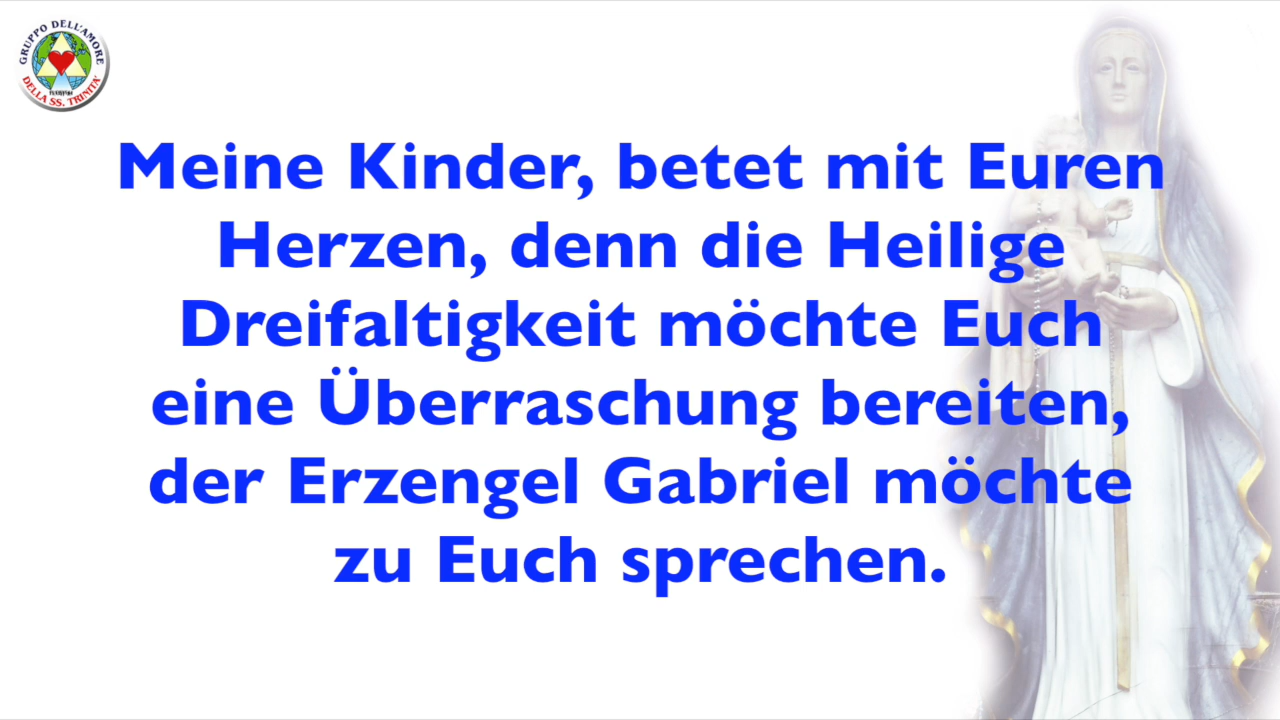 GRUPPO DELL'AMORE
DELLA SS. TRINITA'
Meine Kinder, betet mit Euren
Herzen, denn die Heilige
Dreifaltigkeit möchte Euch
eine Überraschung bereiten,
der Erzengel Gabriel möchte
zu Euch sprechen.